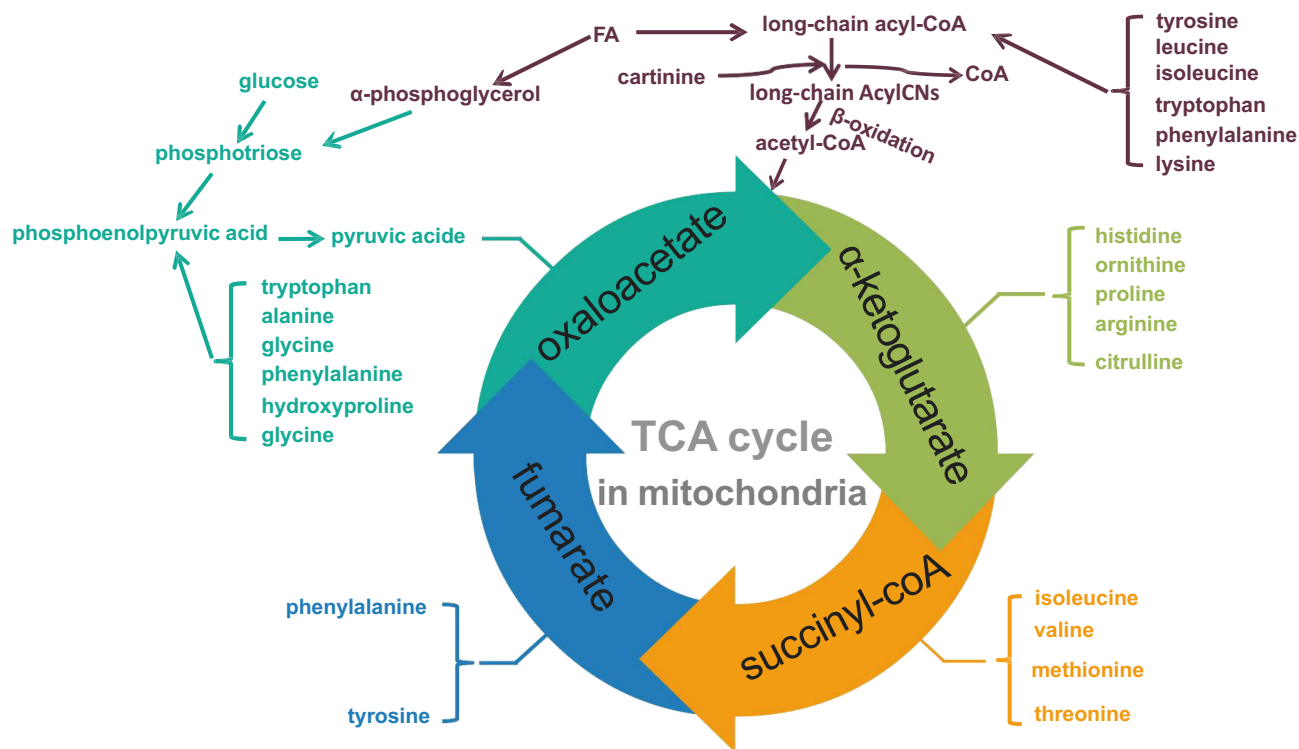 FA
long-chain acyl-CoA
cartinine
CoA
long-chain AcylCNs
β-oxidation
acetyl-CoA
tyrosine
leucine
isoleucine
tryptophan
phenylalanine
lysine
glucose
α-phosphoglycerol
phosphotriose
phosphoenolpyruvic acid
pyruvic acide
tryptophan
alanine
glycine
phenylalanine
hydroxyproline
glycine
oxaloacetate
α-ketoglutarate
histidine
ornithine
proline
arginine
citrulline
TCA cycle
in mitochondria
fumarate
succinyl-coA
phenylalanine
tyrosine
isoleucine
valine
methionine
threonine